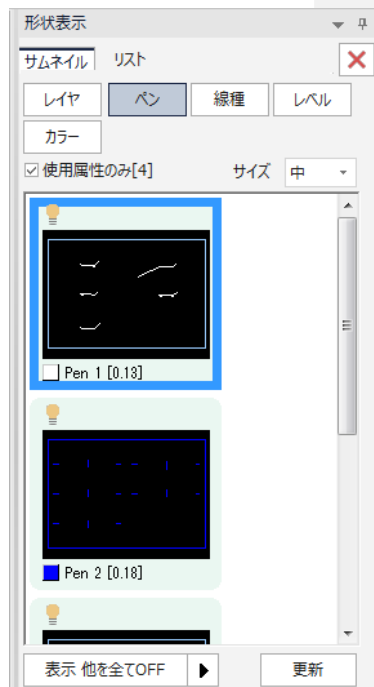 形状表示
サムネイル リスト
レイヤ ペン 線種 レベル
カラー
使用属性のみ[4] サイズ 中
Pen 1 [0.13]
Pen 2 [0.18]
表示 他を全てOFF 更新